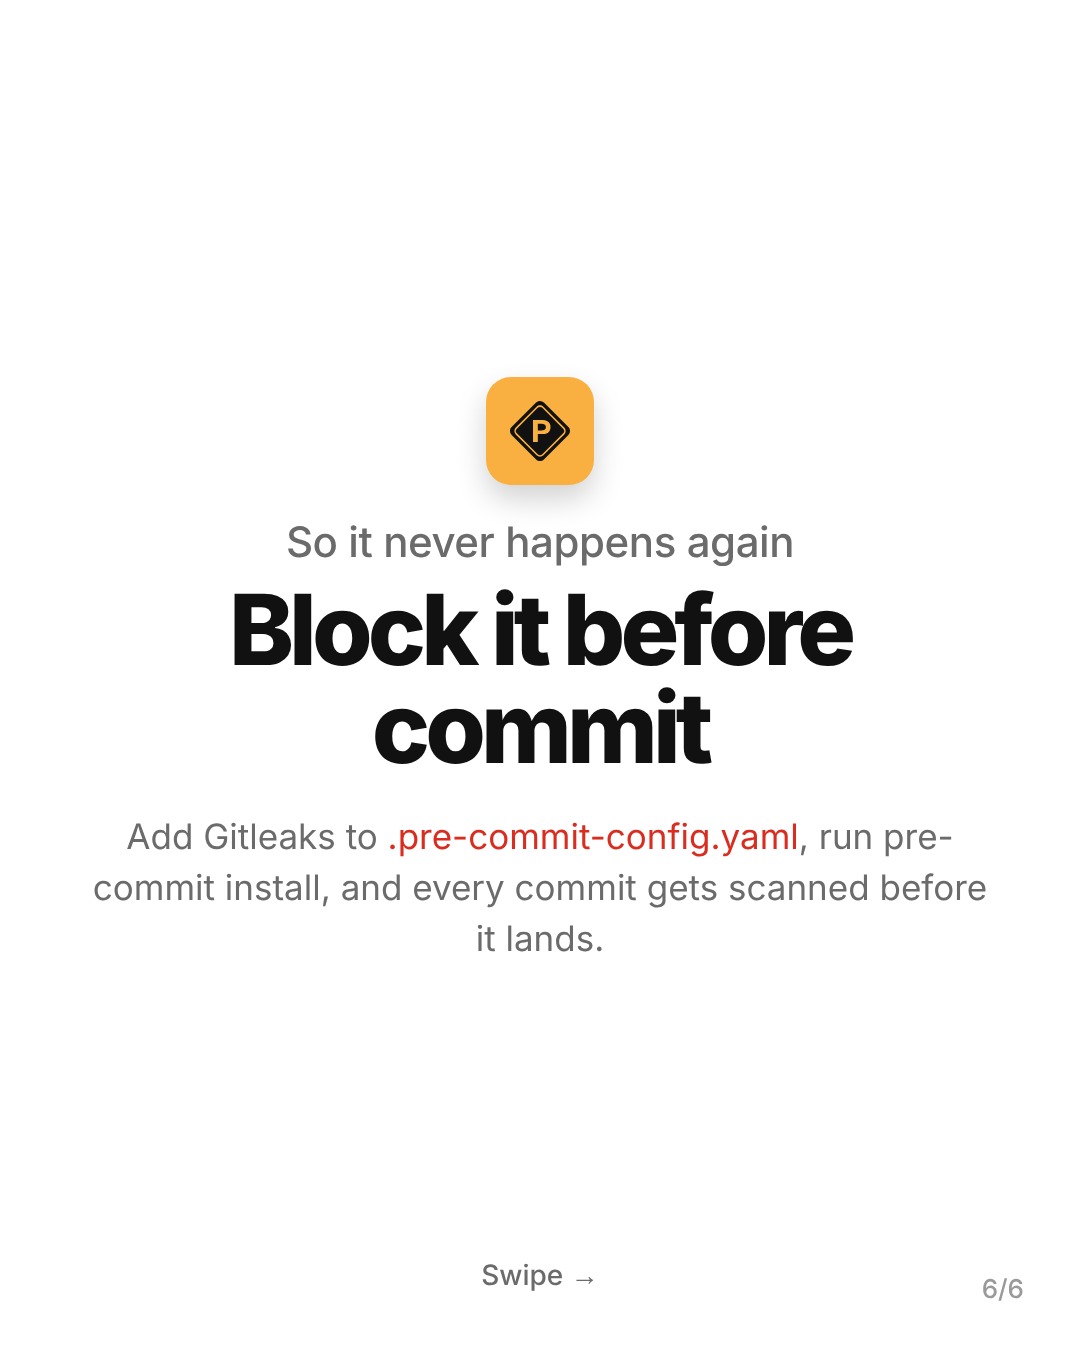 P
So it never happens again
Block it before
commit
Add Gitleaks to .pre-commit-config.yaml, run pre-
commit install, and every commit gets scanned before
it lands.
Swipe →
6/6